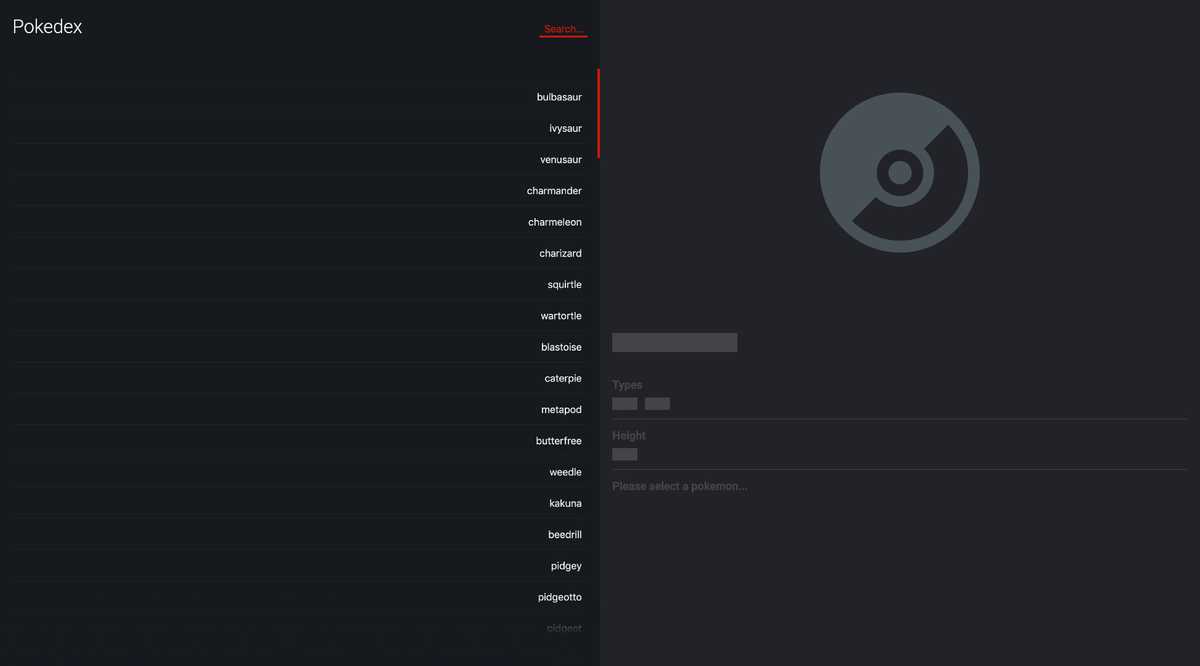 Pokedex
Search...
bulbasaur
ivysaur
venusaur
charmander
charmeleon
charizard
squirtle
wartortle
blastoise
caterpie
metapod
butterfree
weedle
kakuna
beedrill
pidgey
pidgeotto
pidgeot
Types
Height
Please select a pokemon...